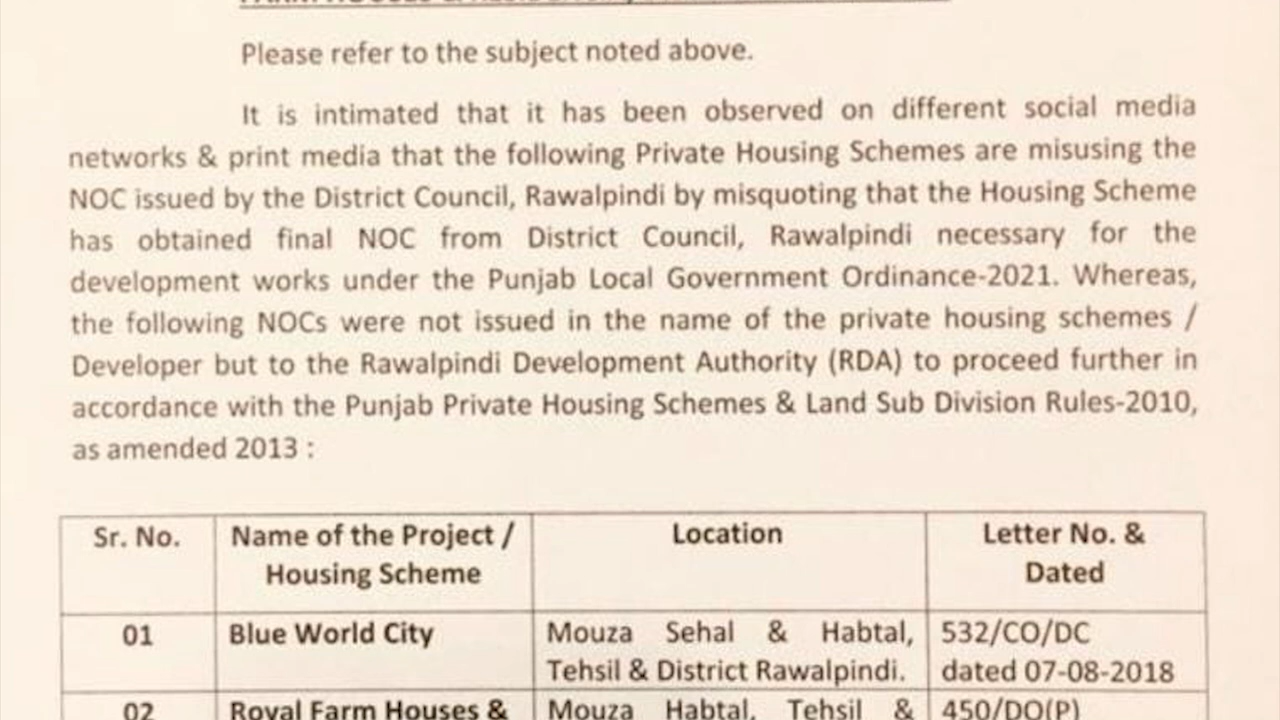 Please refer to the subject noted above.
It is intimated that it has been observed on different social media
networks & print media that the following Private Housing Schemes are misusing the
NOC issued by the District Council, Rawalpindi by misquoting that the Housing Scheme
has obtained final NOC from District Council, Rawalpindi necessary for the
development works under the Punjab Local Government Ordinance-2021. Whereas,
the following NOCs were not issued in the name of the private housing schemes /
Developer but to the Rawalpindi Development Authority (RDA) to proceed further in
accordance with the Punjab Private Housing Schemes & Land Sub Division Rules-2010,
as amended 2013 :
Sr. No.
Name of the Project /
Housing Scheme
Location
Letter No. &
Dated
01
Blue World City
Mouza Sehal & Habtal,
Tehsil & District Rawalpindi.
532/CO/DC
dated 07-08-2018
02
Royal Farm Houses &
Mouza Habtal, Tehsil &
450/DO(P)